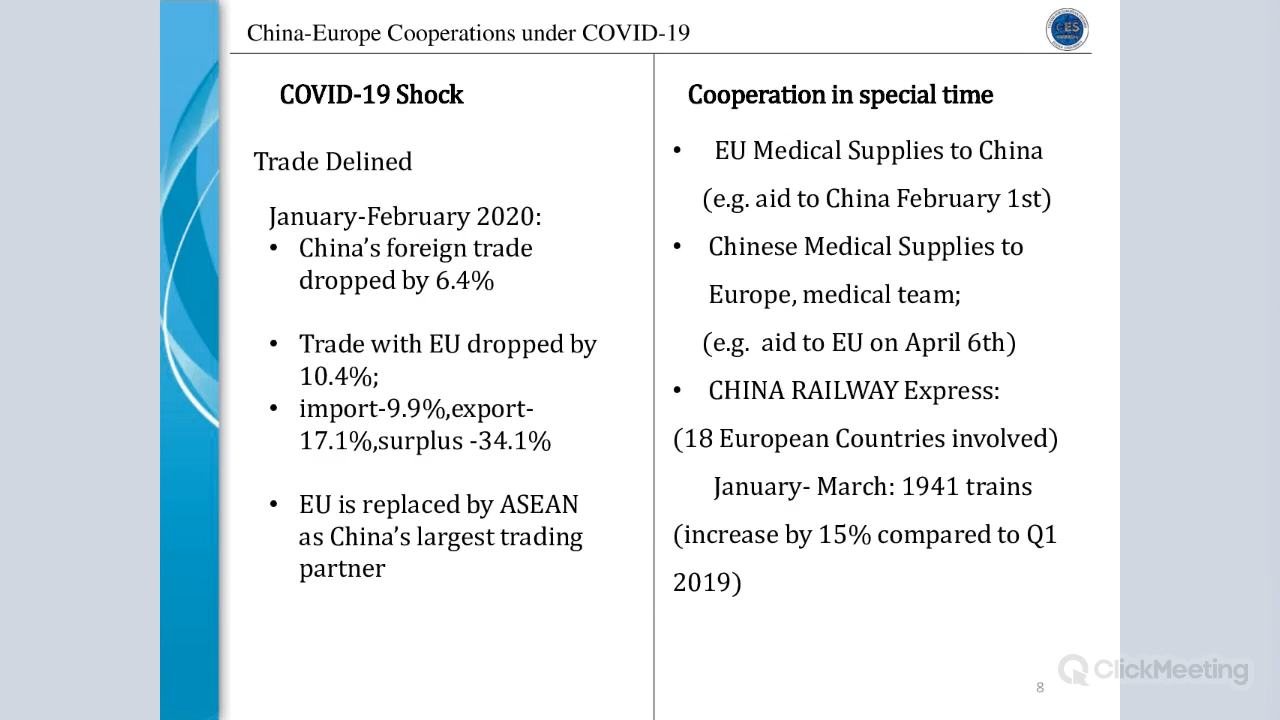 China-Europe Cooperations under COVID-19
COVID-19 Shock
Trade Delined
January-February 2020:
• China’s foreign trade
dropped by 6.4%
• Trade with EU dropped by
10.4%;
• import-9.9%,export-
17.1%,surplus -34.1%
• EU is replaced by ASEAN
as China’s largest trading
partner
Cooperation in special time
• EU Medical Supplies to China
(e.g. aid to China February 1st)
• Chinese Medical Supplies to
Europe, medical team;
(e.g. aid to EU on April 6th)
• CHINA RAILWAY Express:
(18 European Countries involved)
January- March: 1941 trains
(increase by 15% compared to Q1
2019)
8
ClickMeeting